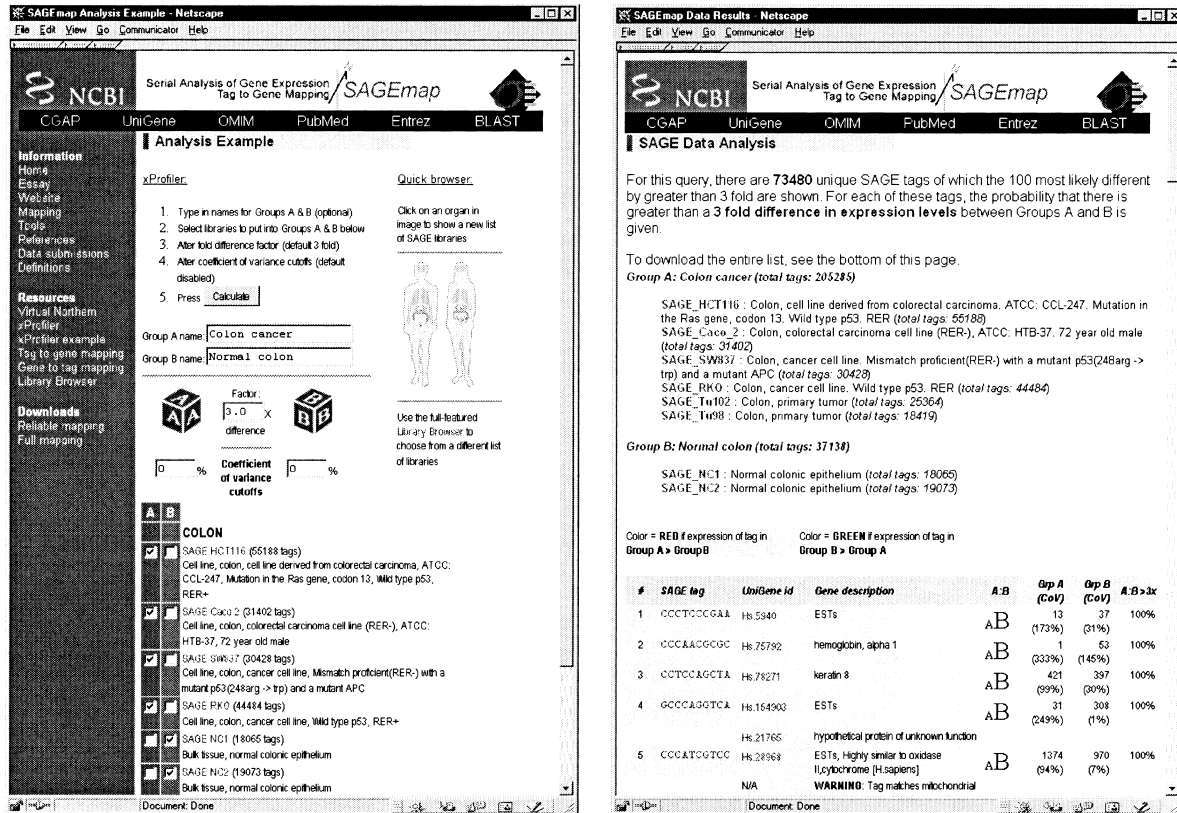 SAGEmap Analysis Example - Netscape
File Edit View Go Communicator Help
NCBI
Serial Analysis of Gene Expression
Tag to Gene Mapping
SAGEmap
CGAP UniGene OMIM PubMed Entrez BLAST
Information
Home
Essay
Website
Mapping
Tools
References
Data submissions
Definitions
Resources
Virtual Northern
xProfiler
xProfiler example
Tag to gene mapping
Gene to tag mapping
Library Browser
Downloads
Reliable mapping
Full mapping
Analysis Example
xProfiler:
1. Type in names for Groups A & B (optional)
2. Select libraries to put into Groups A & B below
3. Alter fold difference factor (default 3 fold)
4. Alter coefficient of variance cutoffs (default
disabled)
5. Press Calculate
Group A name: Colon cancer
Group B name: Normal colon
Quick browser:
Click on an organ in
image to show a new list
of SAGE libraries
Use the full-featured
Library Browser to
choose from a different list
of libraries
A A A
Factor:
3.0 X
difference
B B B
0 %
Coefficient
of variance
cutoffs
0 %
A B
COLON
SAGE HCT116 (55188 tags)
Cell line, colon, cell line derived from colorectal carcinoma, ATCC:
CCL-247, Mutation in the Ras gene, codon 13, Wild type p53,
RER+
SAGE Caco 2 (31402 tags)
Cell line, colon, colorectal carcinoma cell line (RER-), ATCC:
HTB-37, 72 year old male
SAGE SW837 (30428 tags)
Cell line, colon, cancer cell line, Mismatch proficient(RER-) with a
mutant p53(248arg -> trp) and a mutant APC
SAGE RKO (44484 tags)
Cell line, colon, cancer cell line, Wild type p53, RER+
SAGE NC1 (18065 tags)
Bulk tissue, normal colonic epithelium
SAGE NC2 (19073 tags)
Bulk tissue, normal colonic epithelium
Document: Done
SAGEmap Data Results - Netscape
File Edit View Go Communicator Help
NCBI
Serial Analysis of Gene Expression
Tag to Gene Mapping
SAGEmap
CGAP UniGene OMIM PubMed Entrez BLAST
SAGE Data Analysis
For this query, there are 73480 unique SAGE tags of which the 100 most likely different
by greater than 3 fold are shown. For each of these tags, the probability that there is
greater than a 3 fold difference in expression levels between Groups A and B is
given.
To download the entire list, see the bottom of this page.
Group A: Colon cancer (total tags: 205285)
SAGE_HCT116 : Colon, cell line derived from colorectal carcinoma. ATCC: CCL-247. Mutation in
the Ras gene, codon 13. Wild type p53. RER (total tags: 55188)
SAGE_Caco_2 : Colon, colorectal carcinoma cell line (RER-), ATCC: HTB-37. 72 year old male
(total tags: 31402)
SAGE_SW837 : Colon, cancer cell line. Mismatch proficient(RER-) with a mutant p53(248arg ->
trp) and a mutant APC (total tags: 30428)
SAGE_RKO : Colon, cancer cell line. Wild type p53. RER (total tags: 44484)
SAGE_Tu102 : Colon, primary tumor (total tags: 25364)
SAGE_Tu98 : Colon, primary tumor (total tags: 18419)
Group B: Normal colon (total tags: 37138)
SAGE_NC1 : Normal colonic epithelium (total tags: 18065)
SAGE_NC2 : Normal colonic epithelium (total tags: 19073)
Color = RED if expression of tag in
Group A > Group B
Color = GREEN if expression of tag in
Group B > Group A
# SAGE tag UniGene id Gene description A:B Grp A (CoV) Grp B (CoV) A:B>3x
1 CCCTCCCGAA Hs.5940 ESTs AB 13 37 100%
(173%) (31%)
2 CCCAACGCGC Hs.75792 hemoglobin, alpha 1 AB 1 53 100%
(333%) (145%)
3 CCTCCAGCTA Hs.78271 keratin 8 AB 421 397 100%
(99%) (30%)
4 GCCCAGGTCA Hs.154903 ESTs AB 31 308 100%
(249%) (1%)
Hs.21765 hypothetical protein of unknown function
5 CCCATCGTCC Hs.28968 ESTs, Highly similar to oxidase
II,cytochrome [H.sapiens] AB 1374 970 100%
(94%) (7%)
N/A WARNING: Tag matches mitochondrial
Document: Done